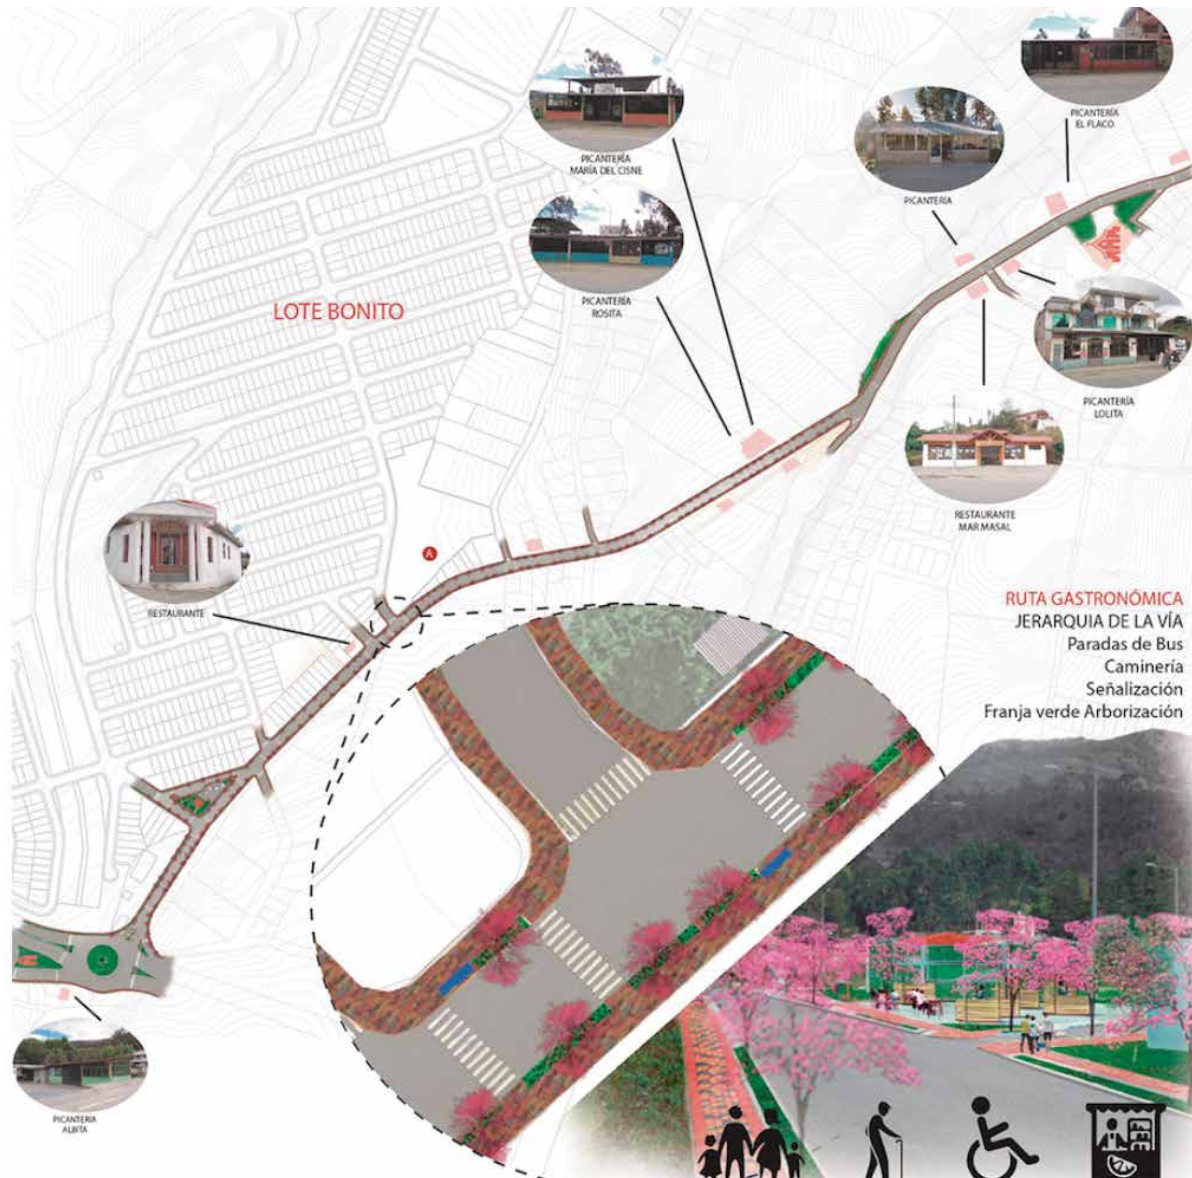 PICANTERÍA
EL FLACO
PICANTERÍA
MARÍA DEL CISNE
PICANTERÍA
PICANTERÍA
ROSITA
LOTE BONITO
PICANTERÍA
LOLITA
RESTAURANTE
MAR MASAL
A
RESTAURANTE
RUTA GASTRONÓMICA
JERARQUIA DE LA VÍA
Paradas de Bus
Caminería
Señalización
Franja verde Arborización
PICANTERIA
ALBITA